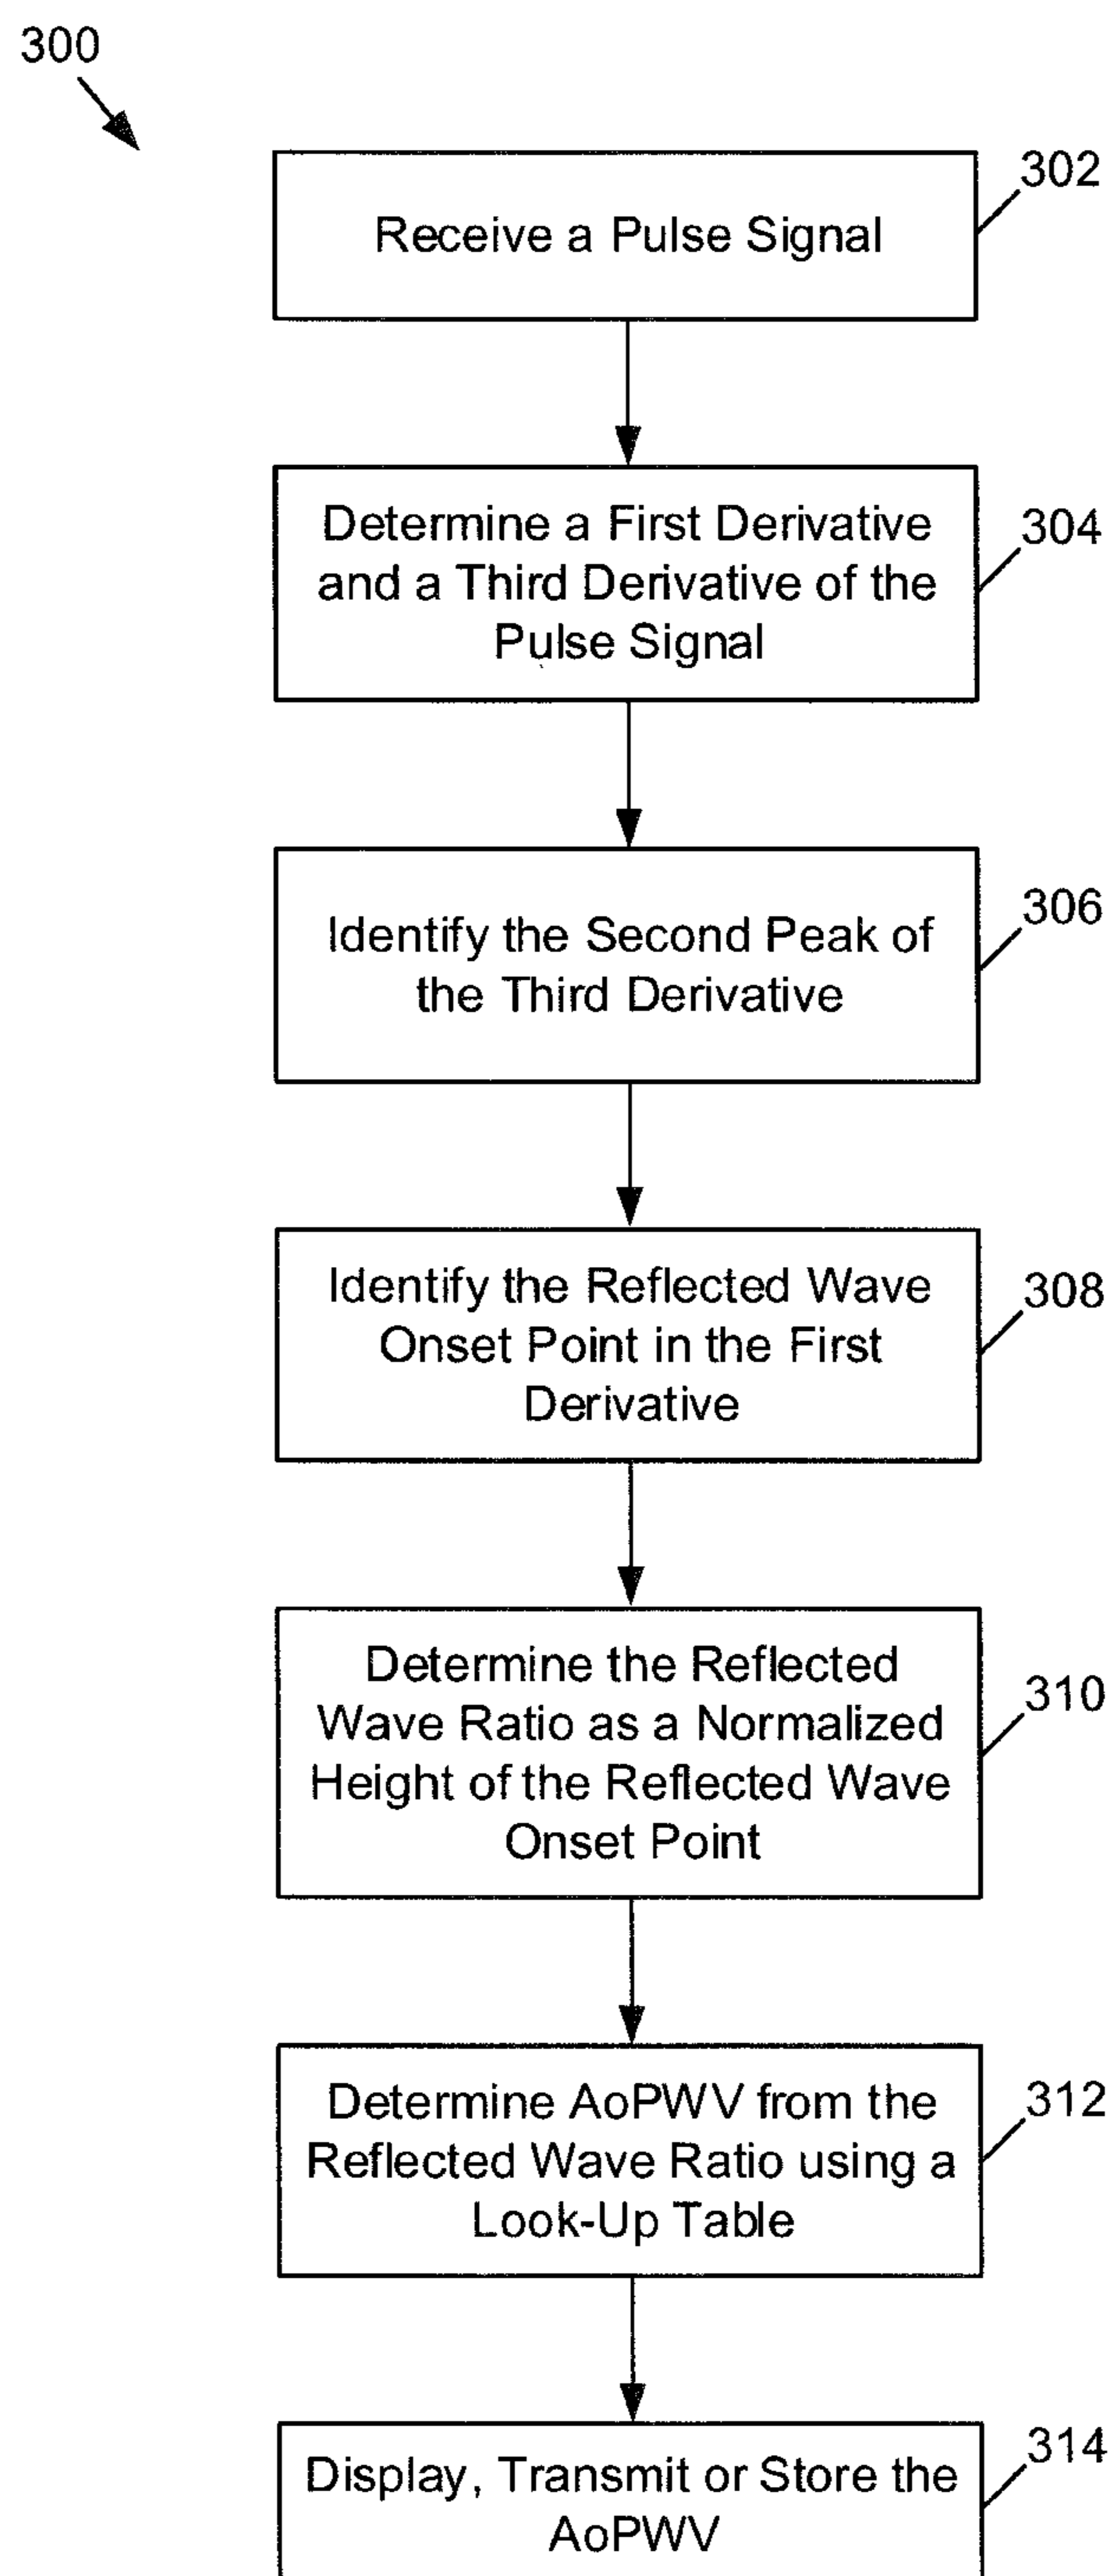 300
302
Receive a Pulse Signal
304
Determine a First Derivative
and a Third Derivative of the
Pulse Signal
306
Identify the Second Peak of
the Third Derivative
308
Identify the Reflected Wave
Onset Point in the First
Derivative
310
Determine the Reflected
Wave Ratio as a Normalized
Height of the Reflected Wave
Onset Point
312
Determine AoPWV from the
Reflected Wave Ratio using a
Look-Up Table
314
Display, Transmit or Store the
AoPWV